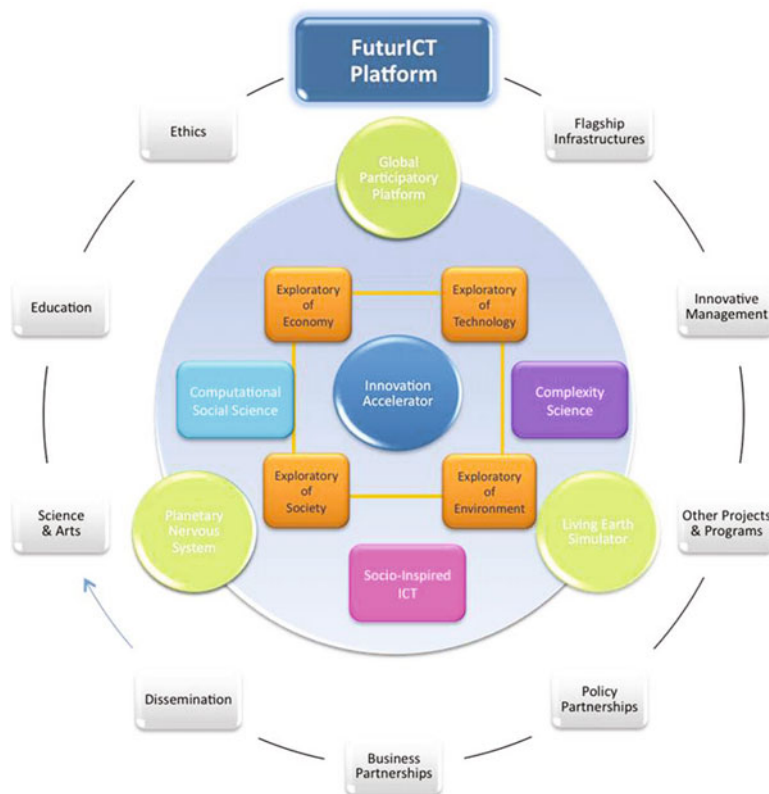 FuturICT
Platform
Ethics
Flagship
Infrastructures
Global
Participatory
Platform
Education
Exploratory
of
Economy
Exploratory
of
Technology
Innovative
Management
Computational
Social Science
Innovation
Accelerator
Complexity
Science
Science
& Arts
Planetary
Nervous
System
Exploratory
of
Society
Exploratory
of
Environment
Living Earth
Simulator
Other Projects
& Programs
Socio-Inspired
ICT
Dissemination
Policy
Partnerships
Business
Partnerships